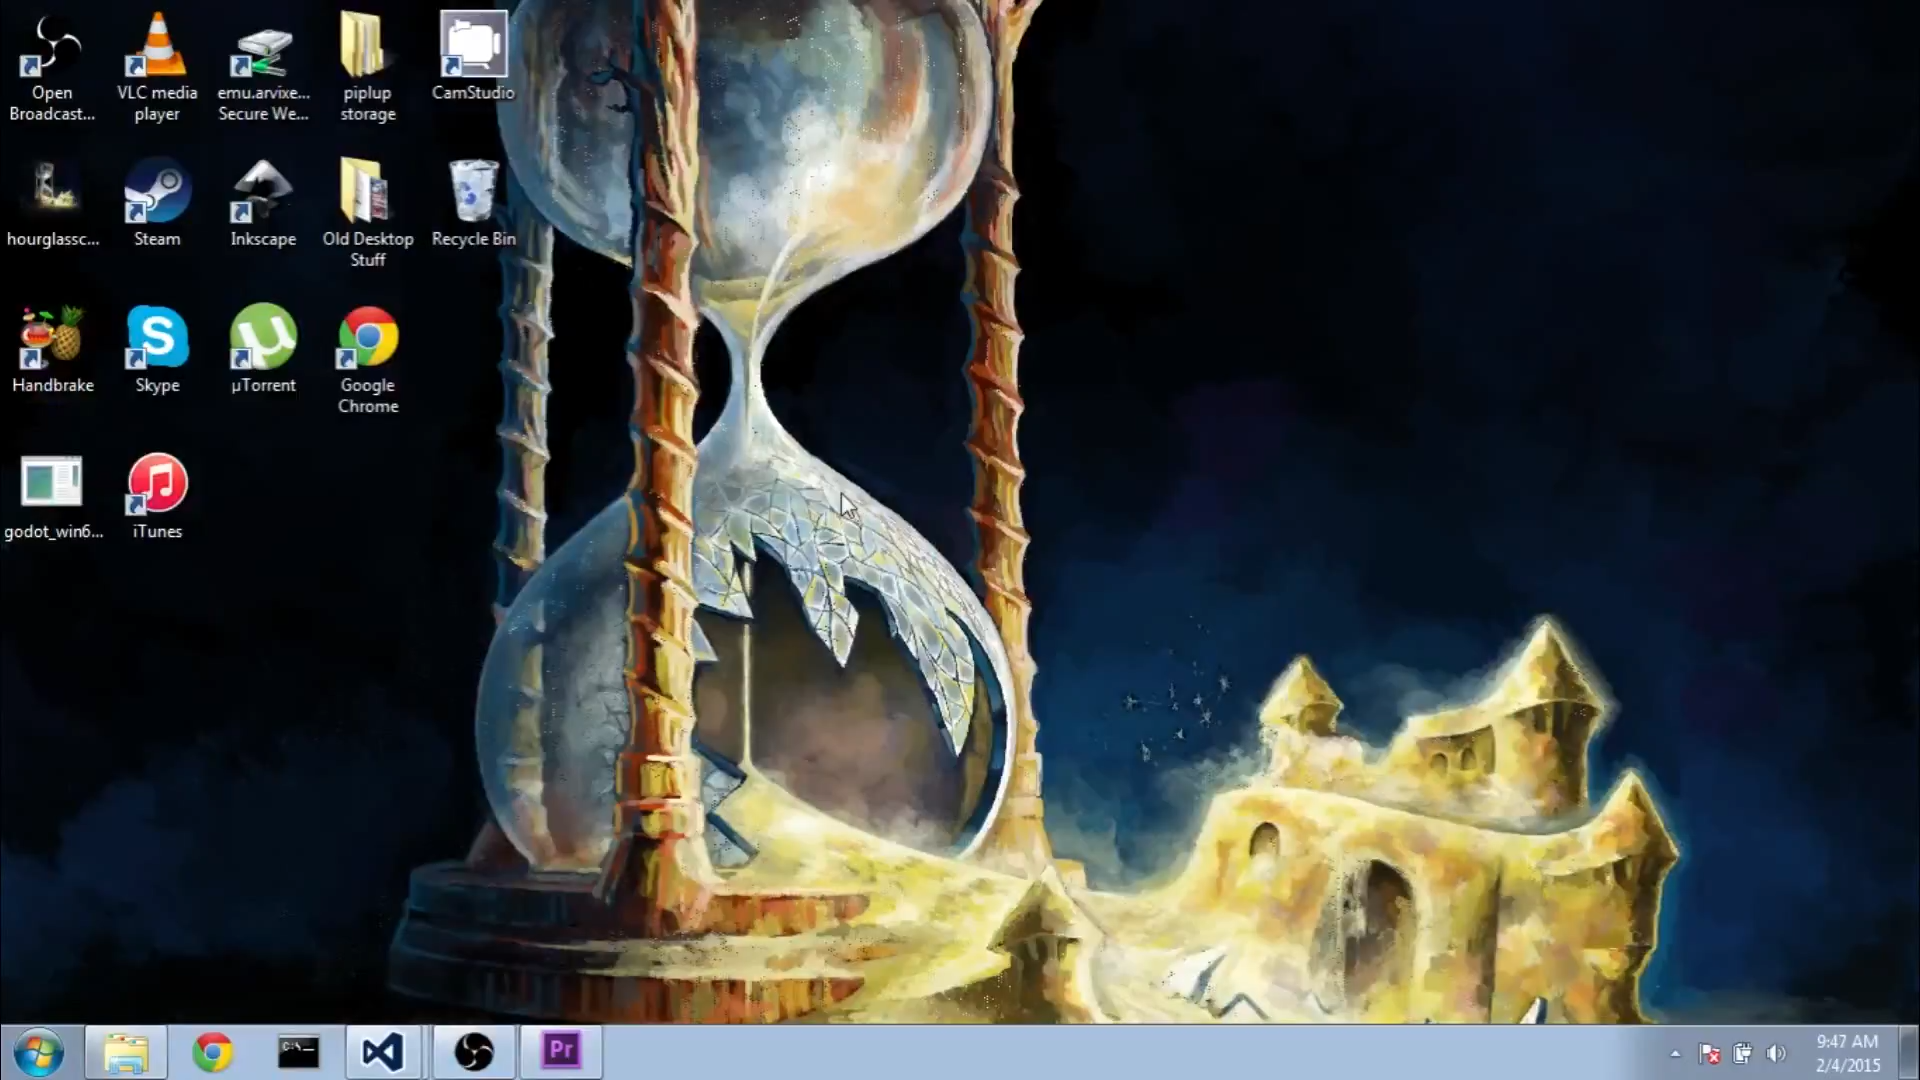 Open
Broadcast...
VLC media
player
emu.arvixe...
Secure We...
piplup
storage
CamStudio
hourglassc...
Steam
Inkscape
Old Desktop
Stuff
Recycle Bin
Handbrake
Skype
µTorrent
Google
Chrome
godot_win6...
iTunes
C:\_
Pr
9:47 AM
2/4/2015